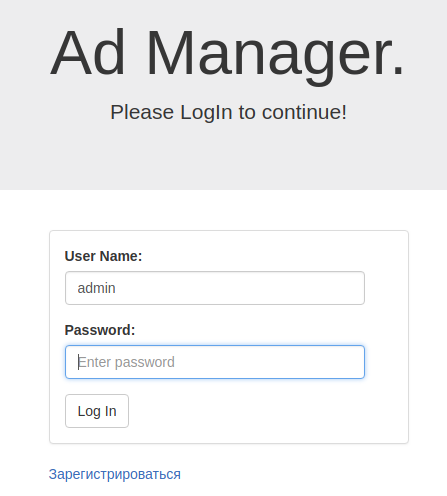 Ad Manager.
Please LogIn to continue!
User Name:
admin
Password:
Enter password
Log In
Зарегистрироваться